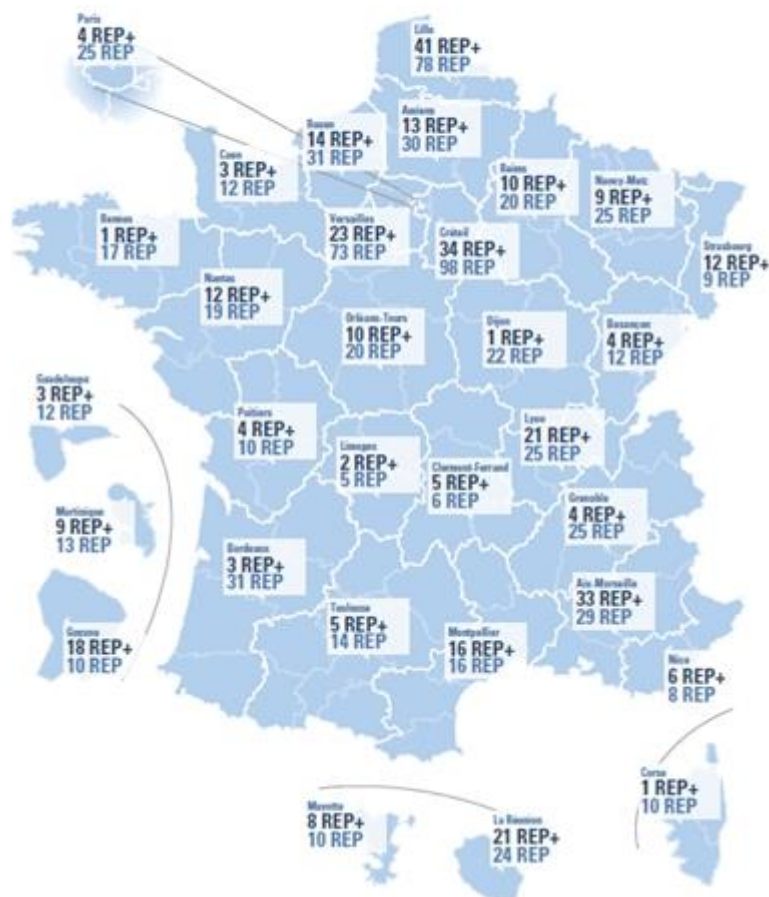 Paris
4 REP+
25 REP
Lille
41 REP+
78 REP
Amiens
13 REP+
30 REP
Rouen
14 REP+
31 REP
Caen
3 REP+
12 REP
Reims
10 REP+
20 REP
Nancy-Metz
9 REP+
25 REP
Rennes
1 REP+
17 REP
Versailles
23 REP+
73 REP
Créteil
34 REP+
98 REP
Strasbourg
12 REP+
9 REP
Nantes
12 REP+
19 REP
Orléans-Tours
10 REP+
20 REP
Dijon
1 REP+
22 REP
Besançon
4 REP+
12 REP
Guadeloupe
3 REP+
12 REP
Poitiers
4 REP+
10 REP
Limoges
2 REP+
5 REP
Clermont-Ferrand
5 REP+
6 REP
Lyon
21 REP+
25 REP
Grenoble
4 REP+
25 REP
Martinique
9 REP+
13 REP
Bordeaux
3 REP+
31 REP
Aix-Marseille
33 REP+
29 REP
Toulouse
5 REP+
14 REP
Guyane
18 REP+
10 REP
Montpellier
16 REP+
16 REP
Nice
6 REP+
8 REP
Corse
1 REP+
10 REP
Mayotte
8 REP+
10 REP
La Réunion
21 REP+
24 REP